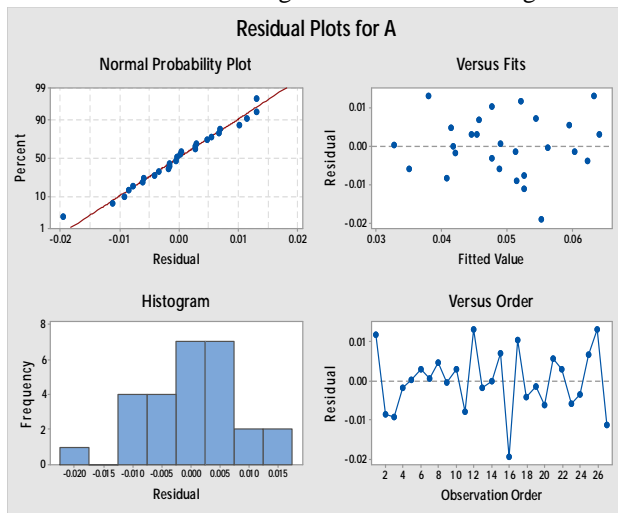 Residual Plots for A
Normal Probability Plot
99
90
50
10
1
Percent
-0.02 -0.01 0.00 0.01 0.02
Residual
Versus Fits
0.01
0.00
-0.01
-0.02
Residual
0.03 0.04 0.05 0.06
Fitted Value
Histogram
8
6
4
2
0
Frequency
-0.020 -0.015 -0.010 -0.005 0.000 0.005 0.010 0.015
Residual
Versus Order
0.01
0.00
-0.01
-0.02
Residual
2 4 6 8 10 12 14 16 18 20 22 24 26
Observation Order